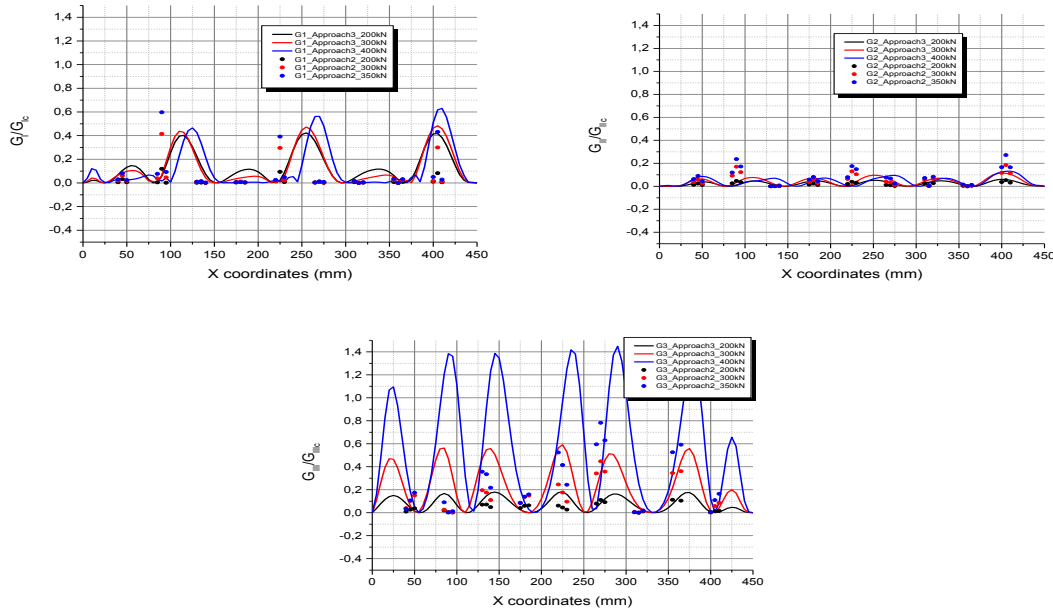 1,4
1,2
1,0
0,8
0,6
0,4
0,2
0,0
-0,2
-0,4
G_I/G_Ic
G1_Approach3_200kN
G1_Approach3_300kN
G1_Approach3_400kN
G1_Approach2_200kN
G1_Approach2_300kN
G1_Approach2_350kN
0 50 100 150 200 250 300 350 400 450
X coordinates (mm)
1,4
1,2
1,0
0,8
0,6
0,4
0,2
0,0
-0,2
-0,4
G_II/G_IIc
G2_Approach3_200kN
G2_Approach3_300kN
G2_Approach3_400kN
G2_Approach2_200kN
G2_Approach2_300kN
G2_Approach2_350kN
0 50 100 150 200 250 300 350 400 450
X coordinates (mm)
1,4
1,2
1,0
0,8
0,6
0,4
0,2
0,0
-0,2
-0,4
G_III/G_IIIc
G3_Approach3_200kN
G3_Approach3_300kN
G3_Approach3_400kN
G3_Approach2_200kN
G3_Approach2_300kN
G3_Approach2_350kN
0 50 100 150 200 250 300 350 400 450
X coordinates (mm)